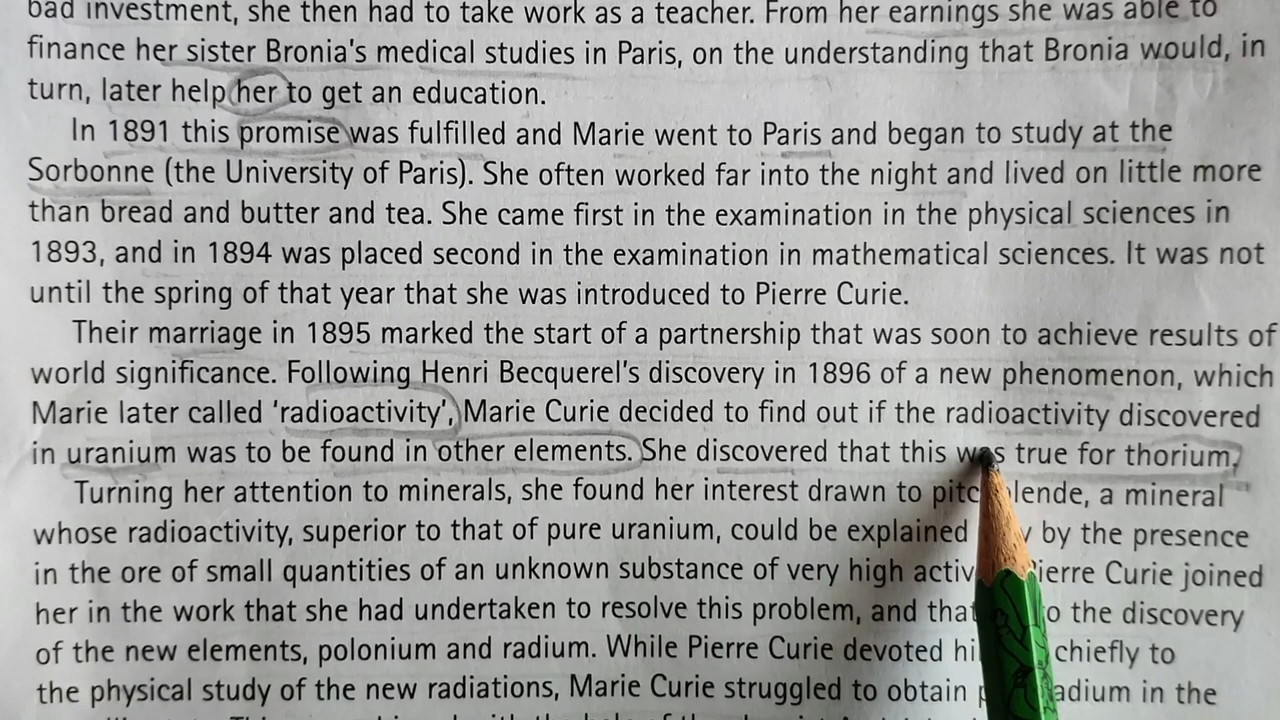 bad investment, she then had to take work as a teacher. From her earnings she was able to
finance her sister Bronia's medical studies in Paris, on the understanding that Bronia would, in
turn, later help her to get an education.
In 1891 this promise was fulfilled and Marie went to Paris and began to study at the
Sorbonne (the University of Paris). She often worked far into the night and lived on little more
than bread and butter and tea. She came first in the examination in the physical sciences in
1893, and in 1894 was placed second in the examination in mathematical sciences. It was not
until the spring of that year that she was introduced to Pierre Curie.
Their marriage in 1895 marked the start of a partnership that was soon to achieve results of
world significance. Following Henri Becquerel's discovery in 1896 of a new phenomenon, which
Marie later called 'radioactivity', Marie Curie decided to find out if the radioactivity discovered
in uranium was to be found in other elements. She discovered that this was true for thorium,
Turning her attention to minerals, she found her interest drawn to a mineral
whose radioactivity, superior to that of pure uranium, could be explained by the presence
in the ore of small quantities of an unknown substance of very high Pierre Curie joined
her in the work that she had undertaken to resolve this problem, and that the discovery
of the new elements, polonium and radium. While Pierre Curie devoted chiefly to
the physical study of the new radiations, Marie Curie struggled to obtain in the